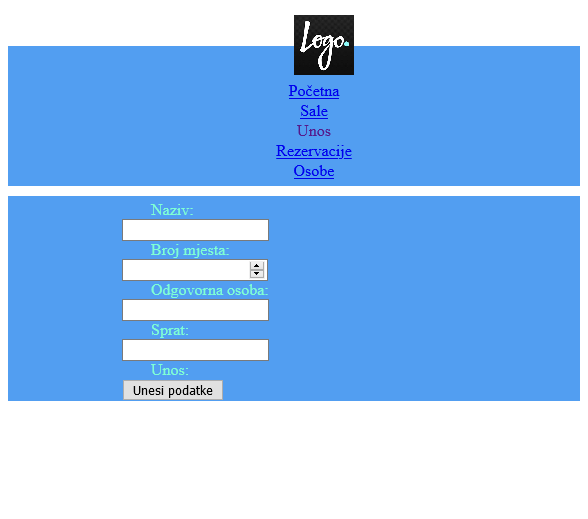 Logo.
Početna
Sale
Unos
Rezervacije
Osobe
Naziv:
Broj mjesta:
Odgovorna osoba:
Sprat:
Unos:
Unesi podatke